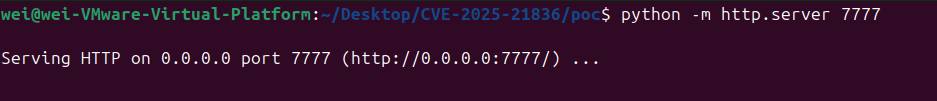 wei@wei-VMware-Virtual-Platform:~/Desktop/CVE-2025-21836/poc$ python -m http.server 7777
Serving HTTP on 0.0.0.0 port 7777 (http://0.0.0.0:7777/) ...